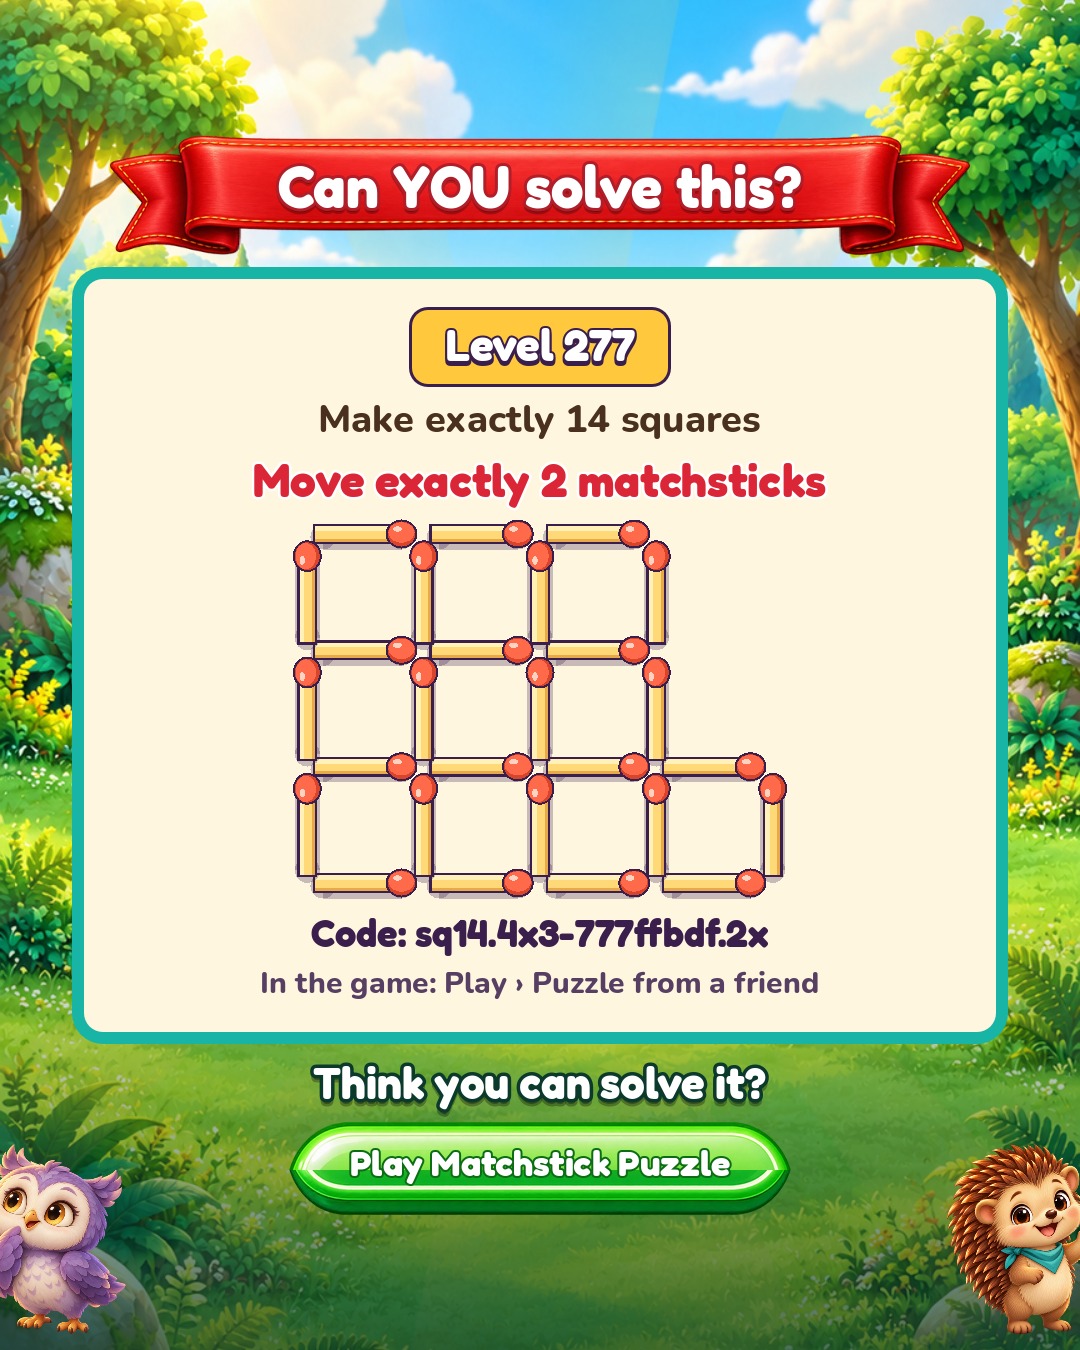 Can YOU solve this?
Level 277
Make exactly 14 squares
Move exactly 2 matchsticks
Code: sq14.4x3-777ffbdf.2x
In the game: Play › Puzzle from a friend
Think you can solve it?
Play Matchstick Puzzle